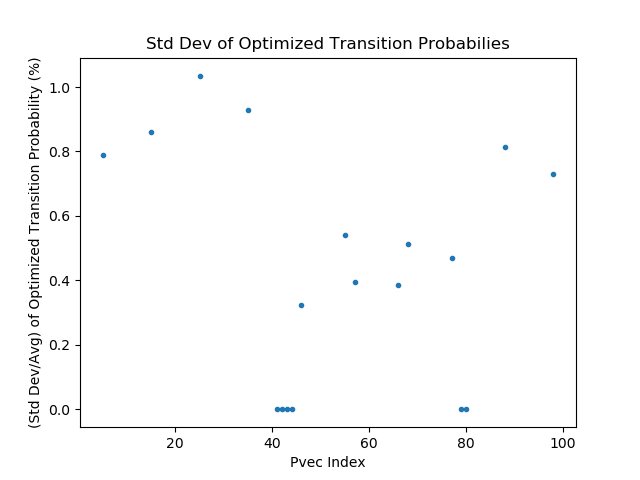 Std Dev of Optimized Transition Probabilies
(Std Dev/Avg) of Optimized Transition Probability (%)
1.0
0.8
0.6
0.4
0.2
0.0
20 40 60 80 100
Pvec Index